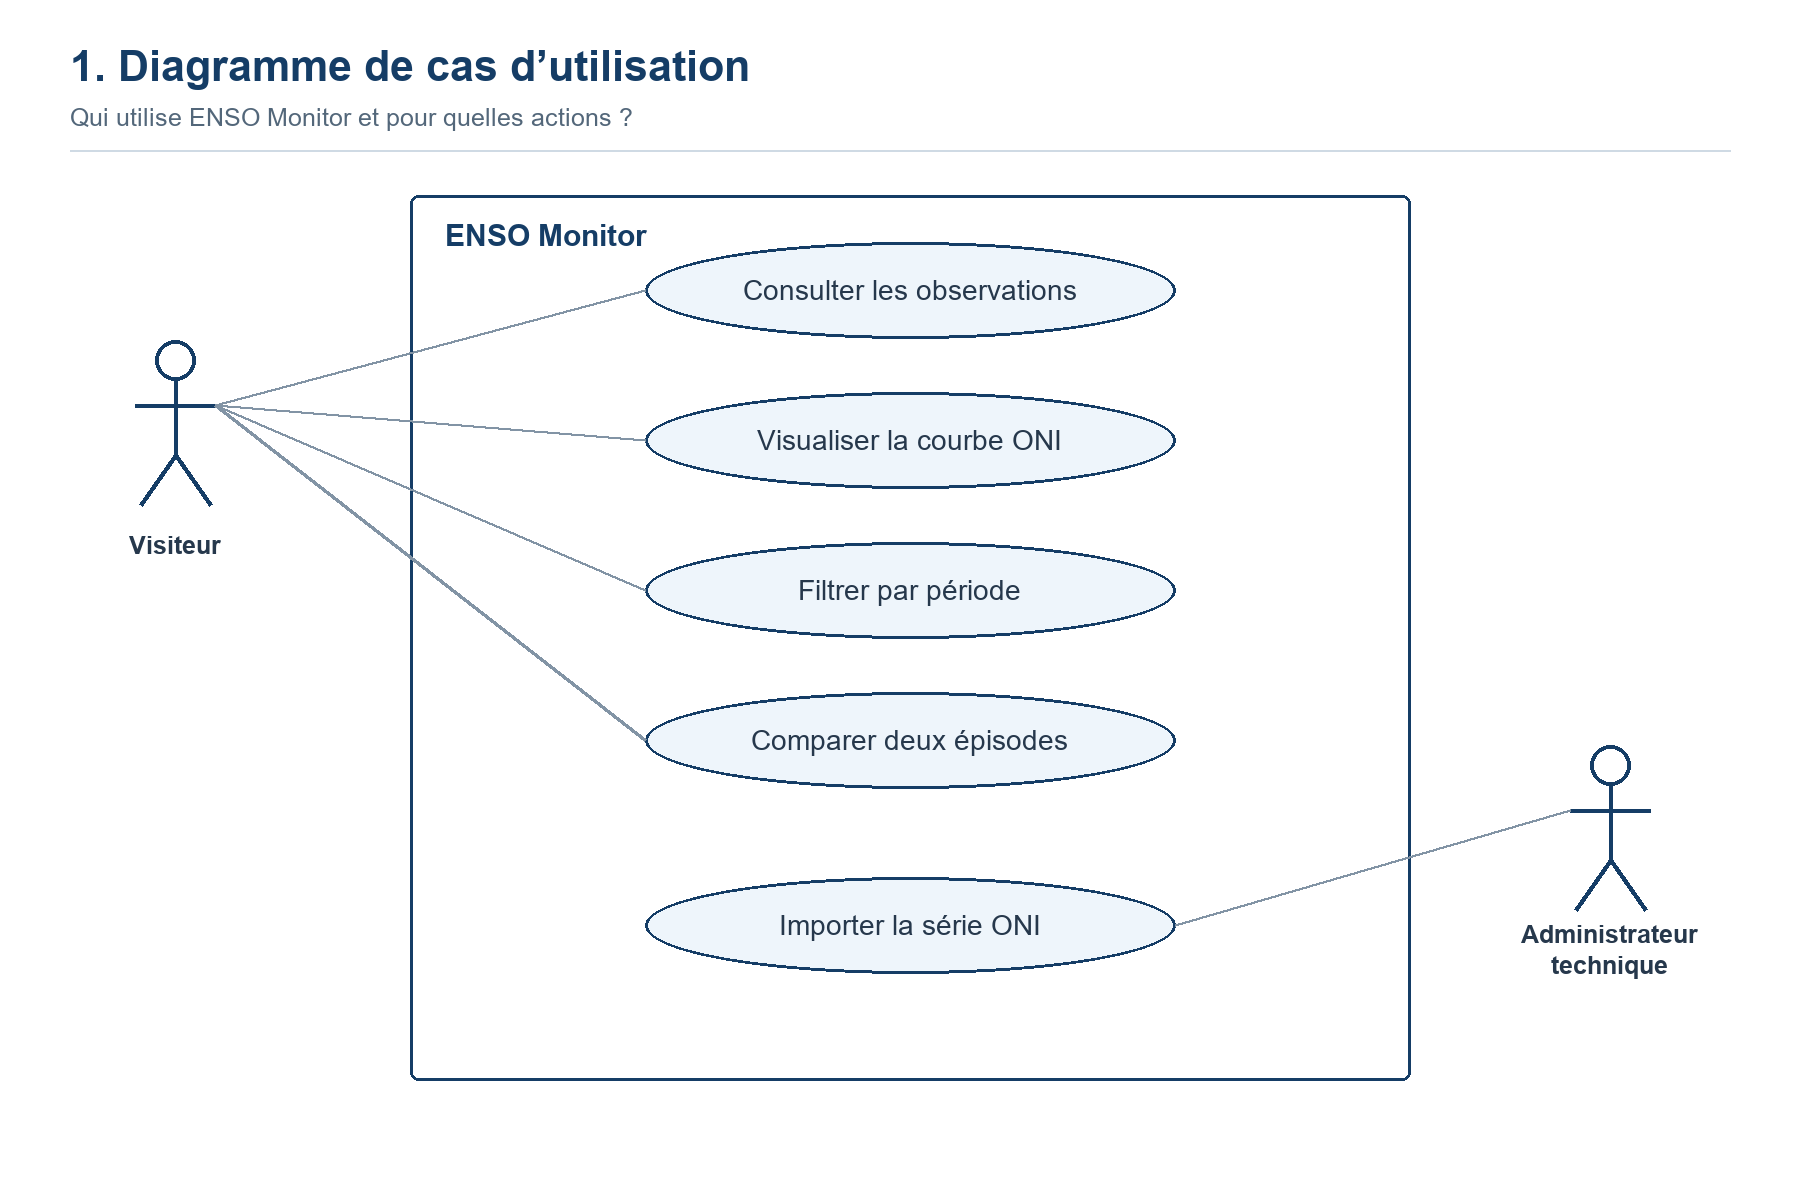 1. Diagramme de cas d’utilisation
Qui utilise ENSO Monitor et pour quelles actions ?
ENSO Monitor
Consulter les observations
Visualiser la courbe ONI
Visiteur
Filtrer par période
Comparer deux épisodes
Importer la série ONI
Administrateur
technique